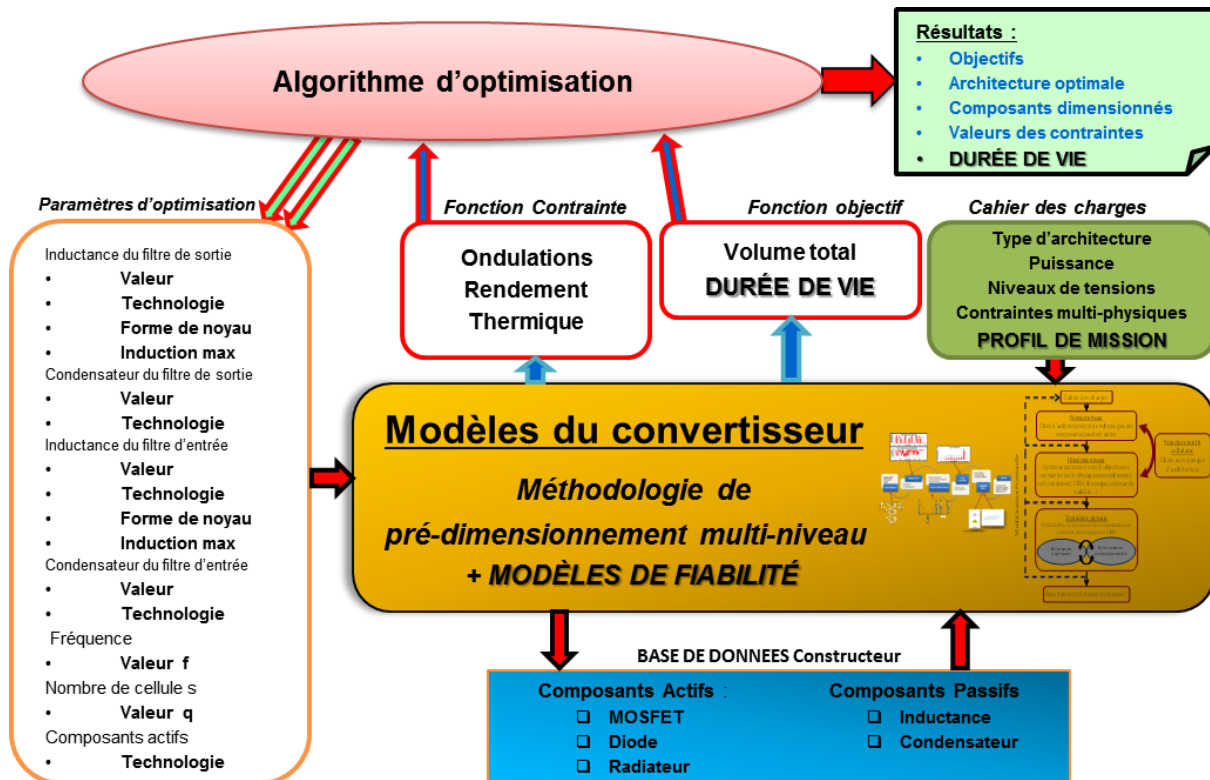 Algorithme d'optimisation
Résultats :
• Objectifs
• Architecture optimale
• Composants dimensionnés
• Valeurs des contraintes
• DURÉE DE VIE
Paramètres d'optimisation
Inductance du filtre de sortie
• Valeur
• Technologie
• Forme de noyau
• Induction max
Condensateur du filtre de sortie
• Valeur
• Technologie
Inductance du filtre d'entrée
• Valeur
• Technologie
• Forme de noyau
• Induction max
Condensateur du filtre d'entrée
• Valeur
• Technologie
Fréquence
• Valeur f
Nombre de cellule s
• Valeur q
Composants actifs
• Technologie
Fonction Contrainte
Ondulations
Rendement
Thermique
Fonction objectif
Volume total
DURÉE DE VIE
Cahier des charges
Type d'architecture
Puissance
Niveaux de tensions
Contraintes multi-physiques
PROFIL DE MISSION
Modèles du convertisseur
Méthodologie de
pré-dimensionnement multi-niveau
+ MODÈLES DE FIABILITÉ
Cahier des charges
BASE DE DONNEES Constructeur
Composants Actifs :
❑ MOSFET
❑ Diode
❑ Radiateur
Composants Passifs
❑ Inductance
❑ Condensateur